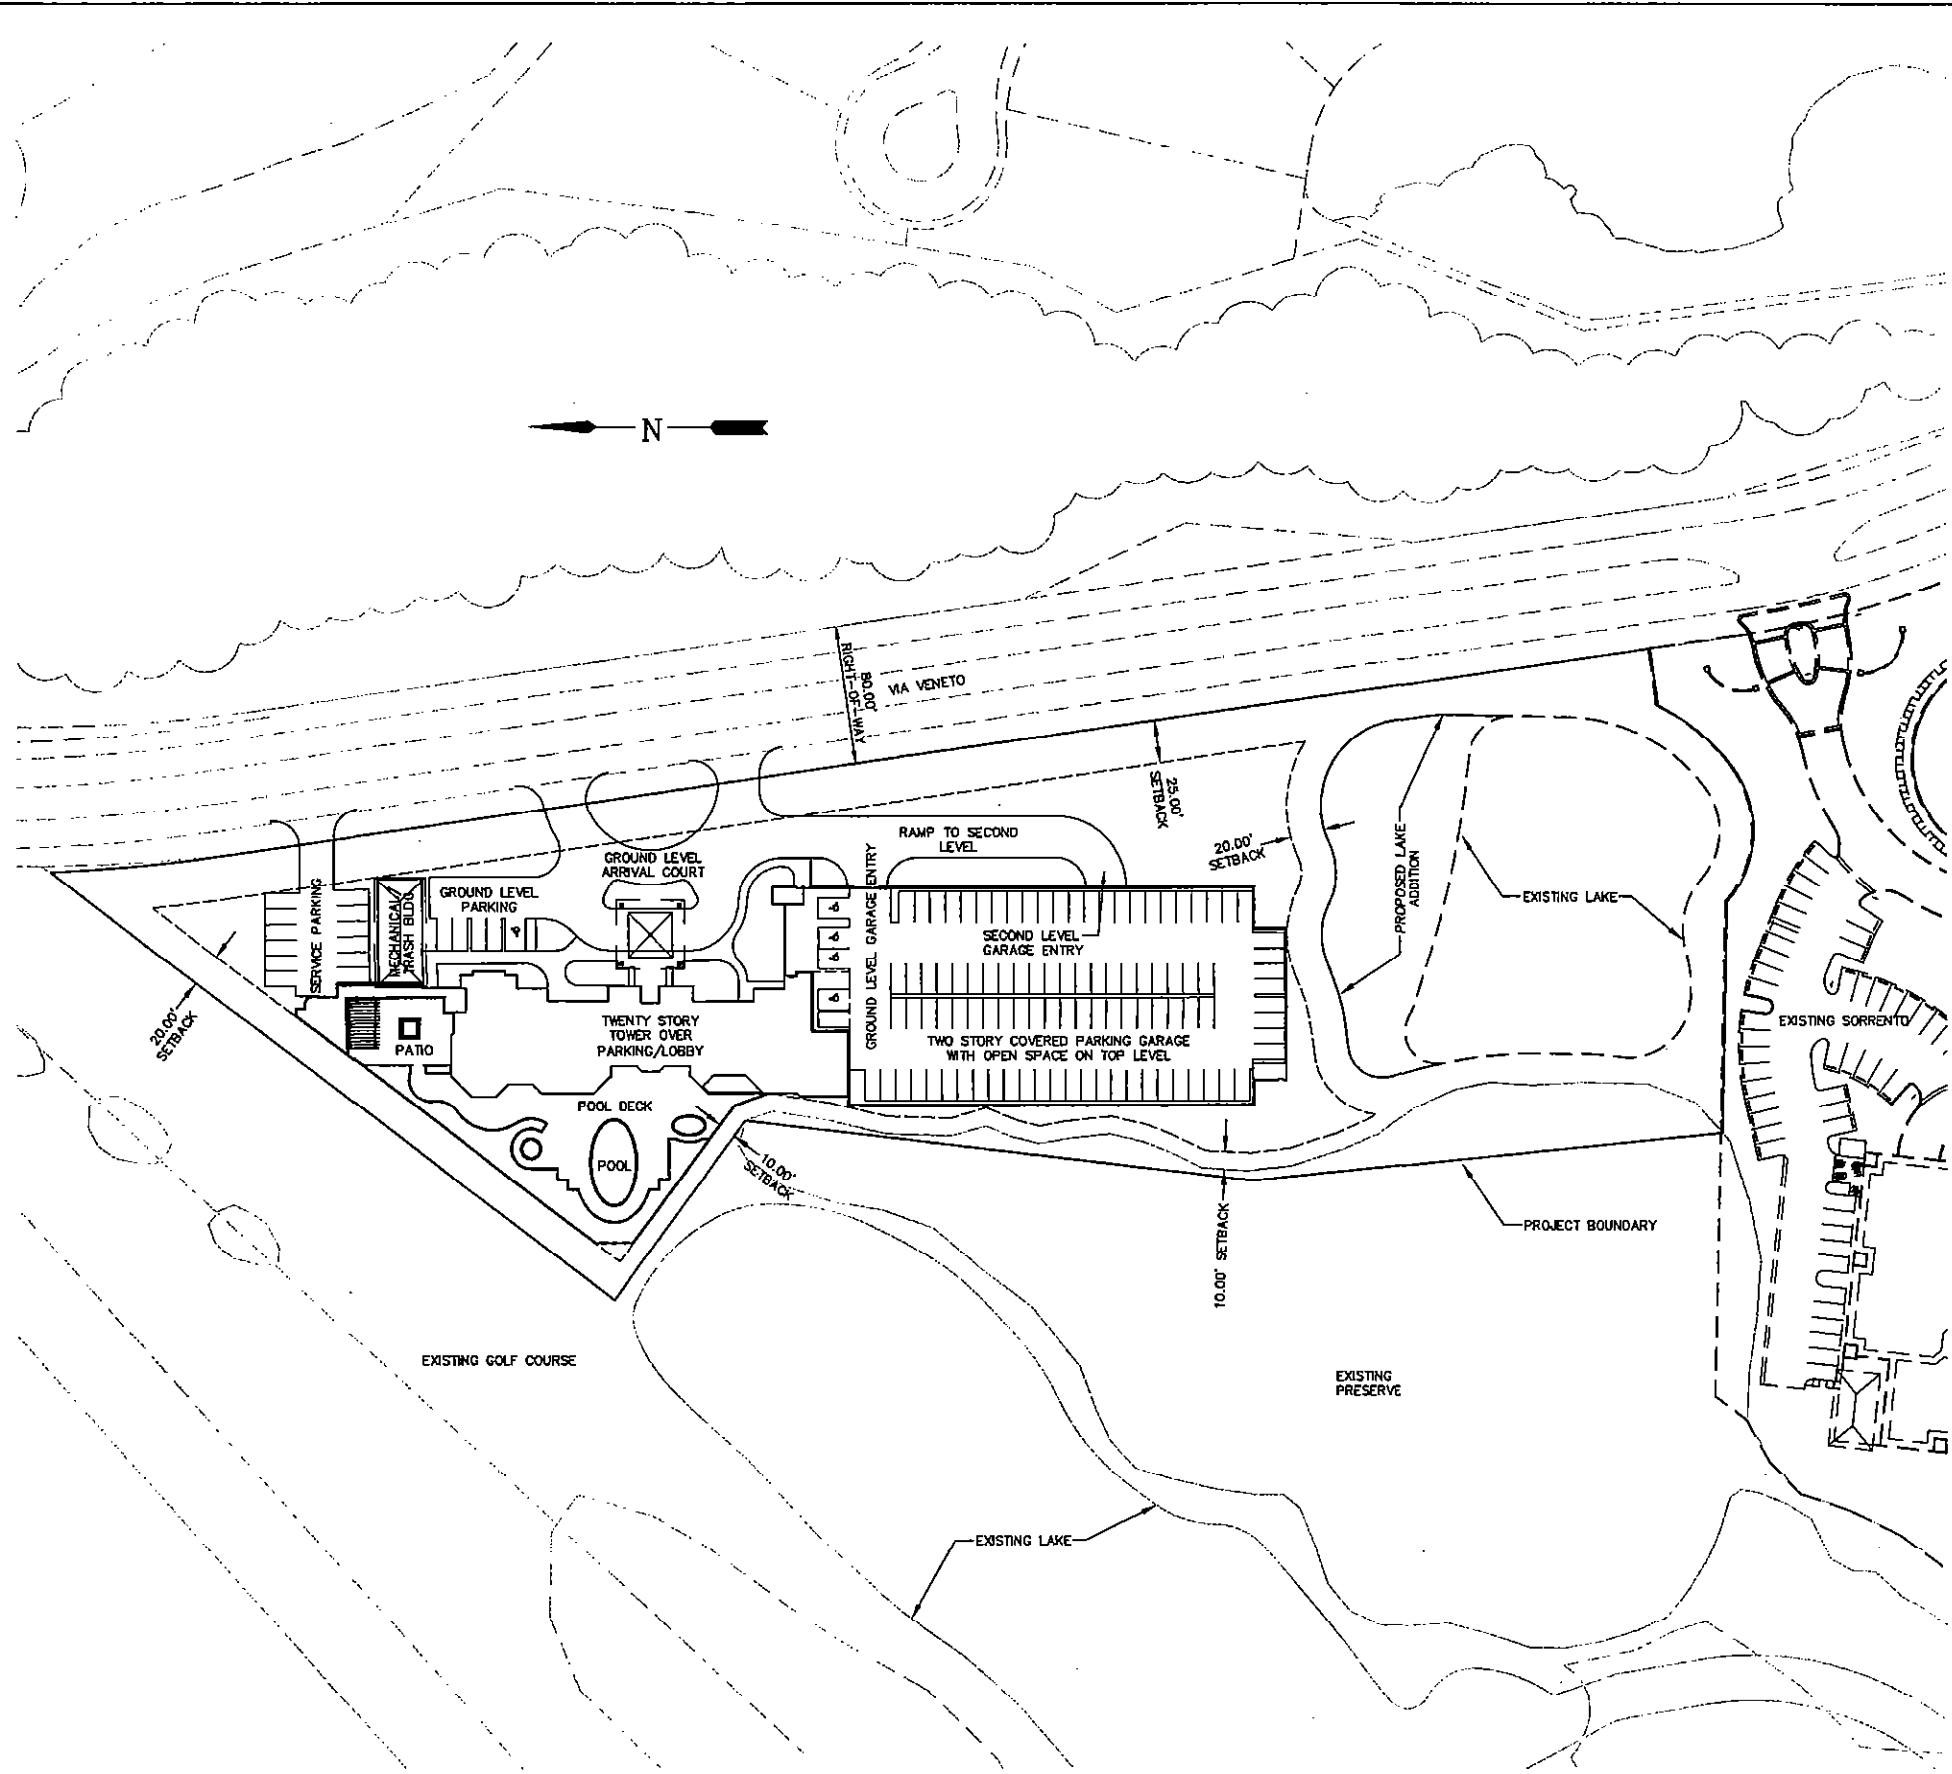 N
80.00'
RIGHT-OF-WAY
VIA VENETO
25.00'
SETBACK
20.00'
SETBACK
RAMP TO SECOND
LEVEL
GROUND LEVEL
ARRIVAL COURT
GROUND LEVEL
PARKING
SERVICE PARKING
MECHANICAL/
TRASH BLDG
GROUND LEVEL GARAGE ENTRY
SECOND LEVEL
GARAGE ENTRY
PROPOSED LAKE
ADDITION
EXISTING LAKE
EXISTING SORRENTO
20.00'
SETBACK
TWENTY STORY
TOWER OVER
PARKING/LOBBY
PATIO
TWO STORY COVERED PARKING GARAGE
WITH OPEN SPACE ON TOP LEVEL
POOL DECK
POOL
10.00'
SETBACK
10.00' SETBACK
PROJECT BOUNDARY
EXISTING GOLF COURSE
EXISTING
PRESERVE
EXISTING LAKE